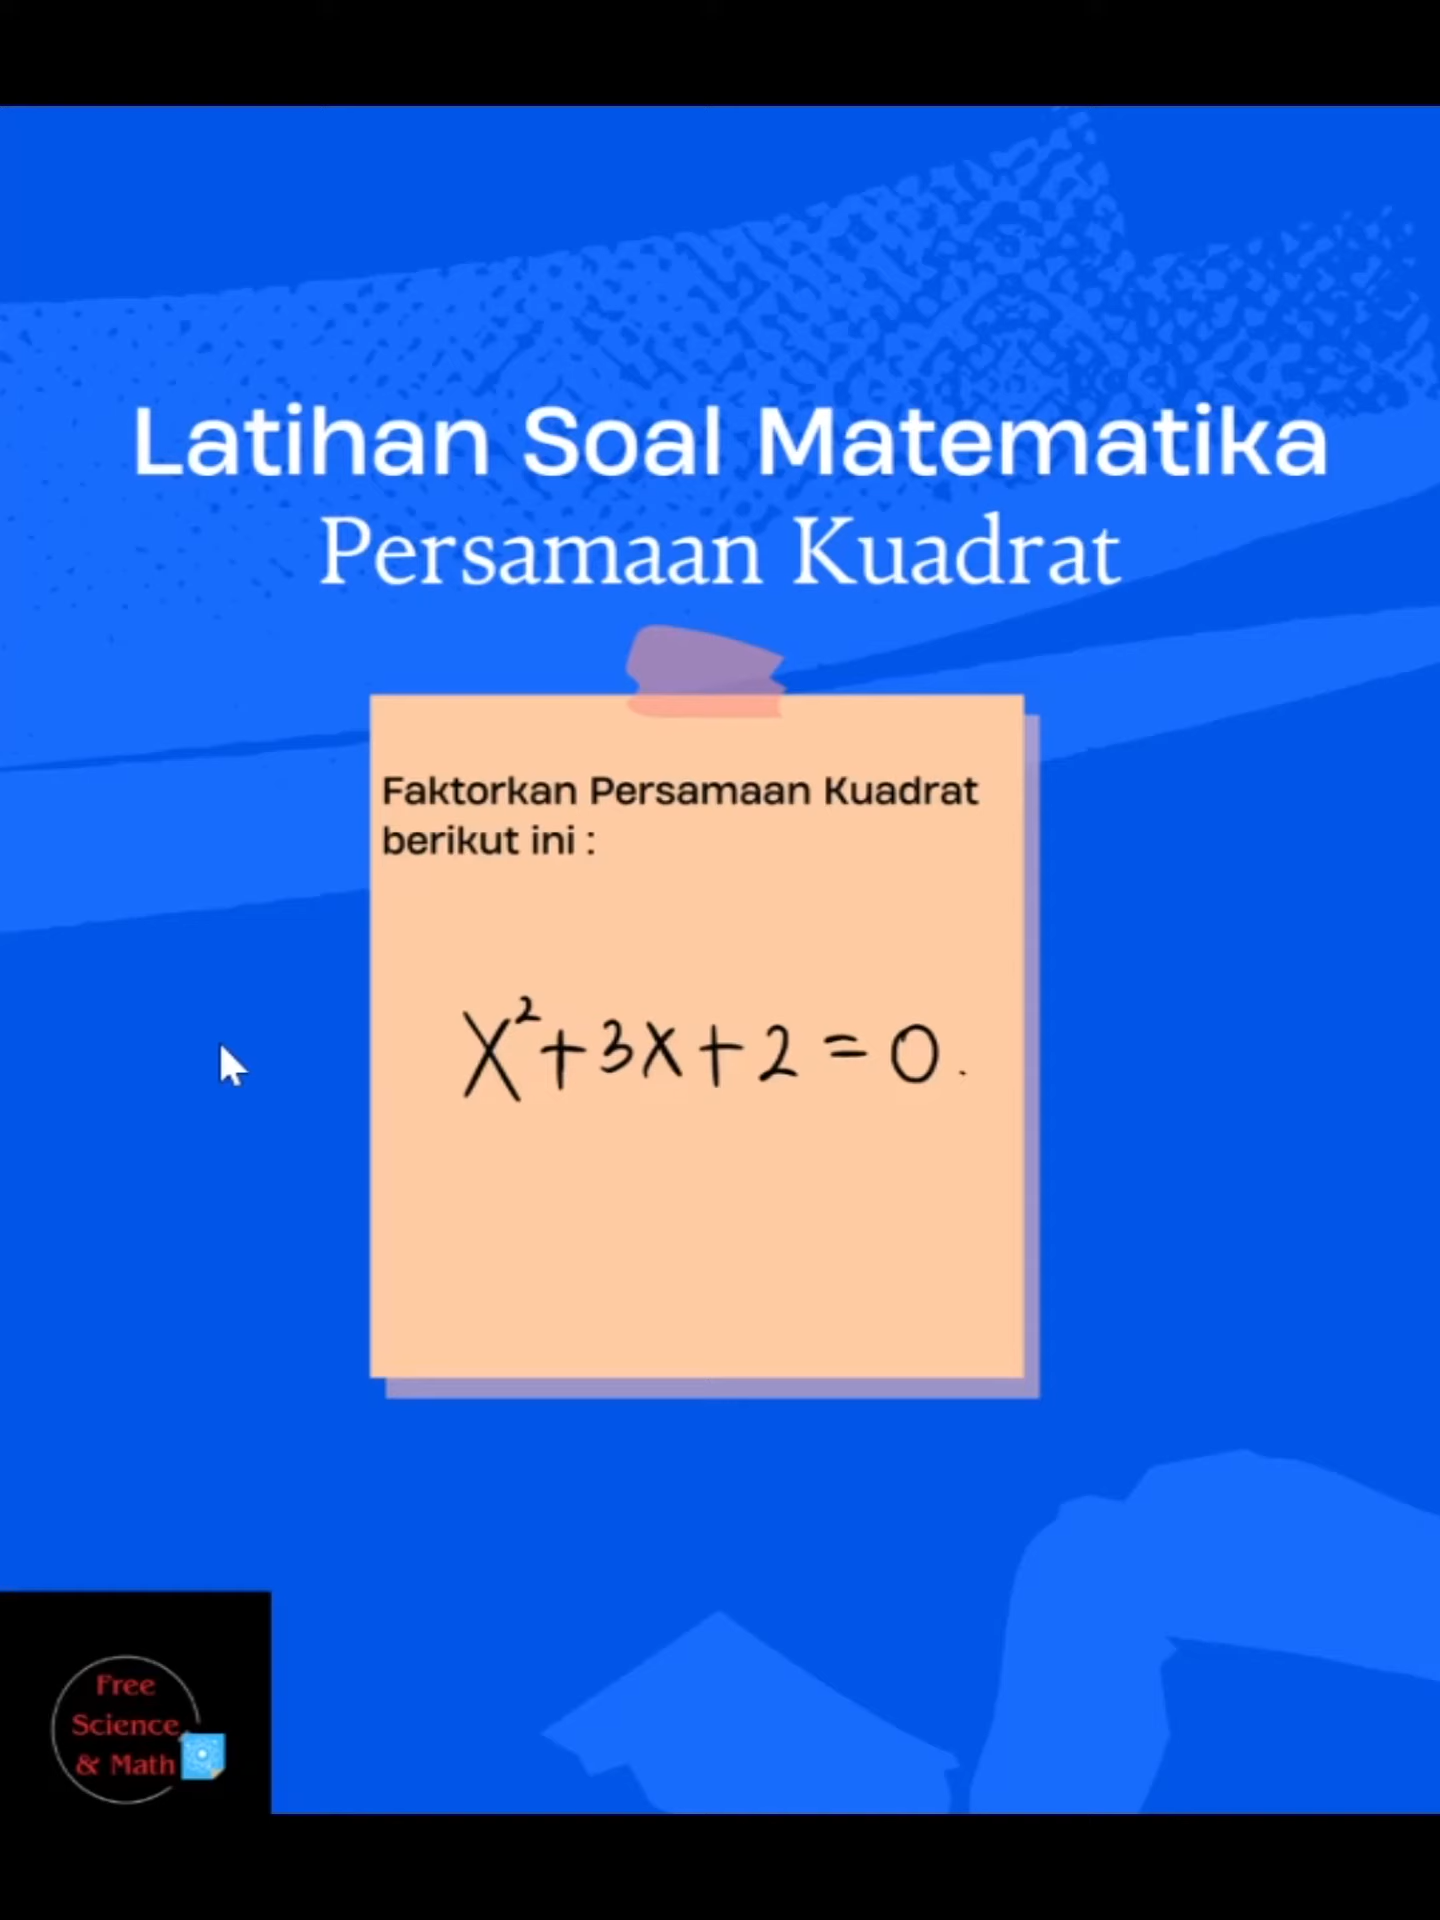 Latihan Soal Matematika
Persamaan Kuadrat
Faktorkan Persamaan Kuadrat
berikut ini :
X²+3x+2=0.
Free
Science
& Math